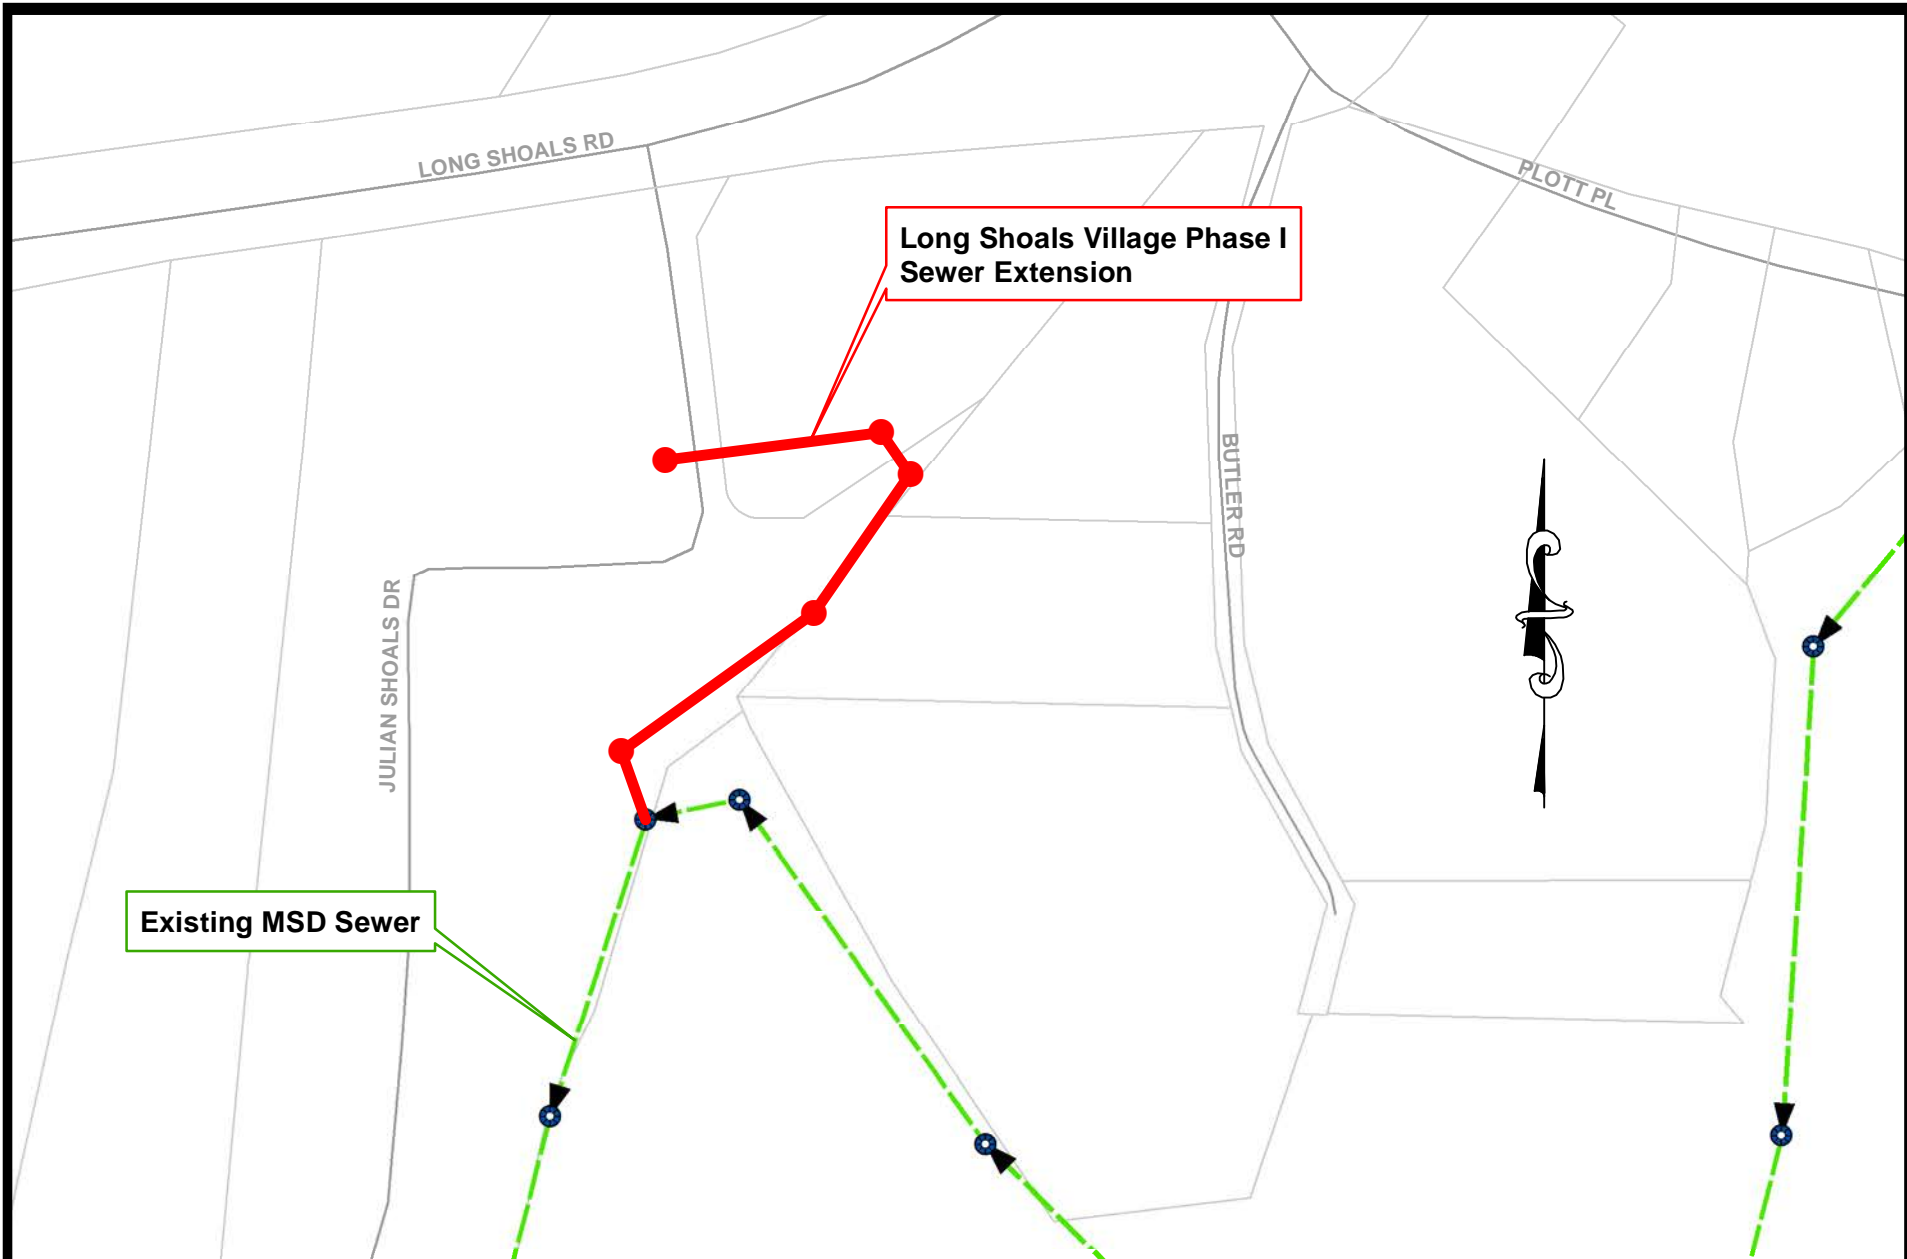 LONG SHOALS RD
PLOTT PL
Long Shoals Village Phase I
Sewer Extension
BUTLER RD
JULIAN SHOALS DR
Existing MSD Sewer